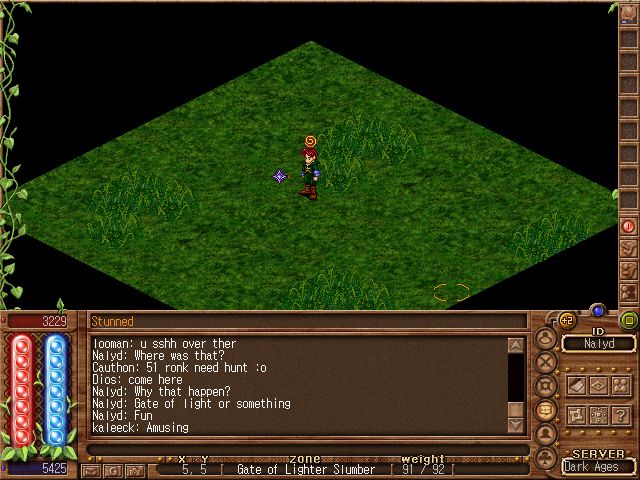 3229
Stunned
+2
looman: u sshh over ther
Nalyd: Where was that?
Cauthon: 51 ronk need hunt :o
Dios: come here
Nalyd: Why that happen?
Nalyd: Gate of light or something
Nalyd: Fun
kaleeck: Amusing
ID
Nalyd
?
SERVER
Dark Ages
X Y zone weight
5425
G
5, 5 [ Gate of Lighter Slumber [ 91 / 92 [